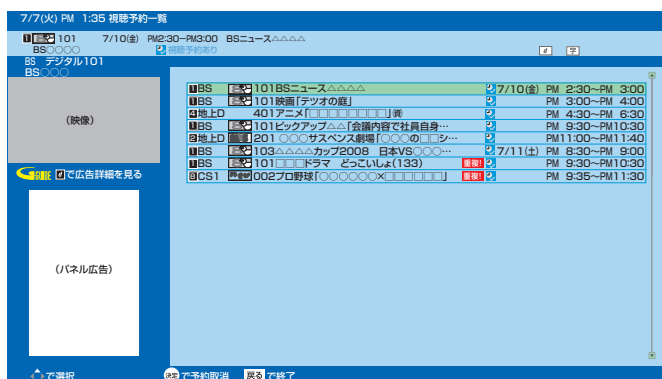 7/7(火) PM 1:35 視聴予約一覧
1 101 7/10(金) PM2:30~PM3:00 BSニュース△△△△
BS○○○○ 視聴予約あり d 字
BS デジタル101
BS○○○
(映像)
1BS 101BSニュース△△△△ 7/10(金) PM 2:30~PM 3:00
1BS 101映画「テツオの庭」 PM 3:00~PM 4:00
4地上D 401アニメ「□□□□□□□□」 PM 4:30~PM 6:30
1BS 101ピックアップ△△「会議内容で社員自身… PM 9:30~PM10:30
2地上D 201 ○○○サスペンス劇場「○○○の□□シ… PM11:00~PM11:40
1BS 103△△△△カップ2008 日本VS○○○… 7/11(土) PM 8:30~PM 9:00
1BS 101□□□ドラマ どっこいしょ(133) 重複! PM 9:30~PM10:30
8CS1 002プロ野球「○○○○○○×□□□□□□」 重複! PM 9:35~PM11:30
GGUIDE dで広告詳細を見る
(パネル広告)
で選択 決定で予約取消 戻るで終了